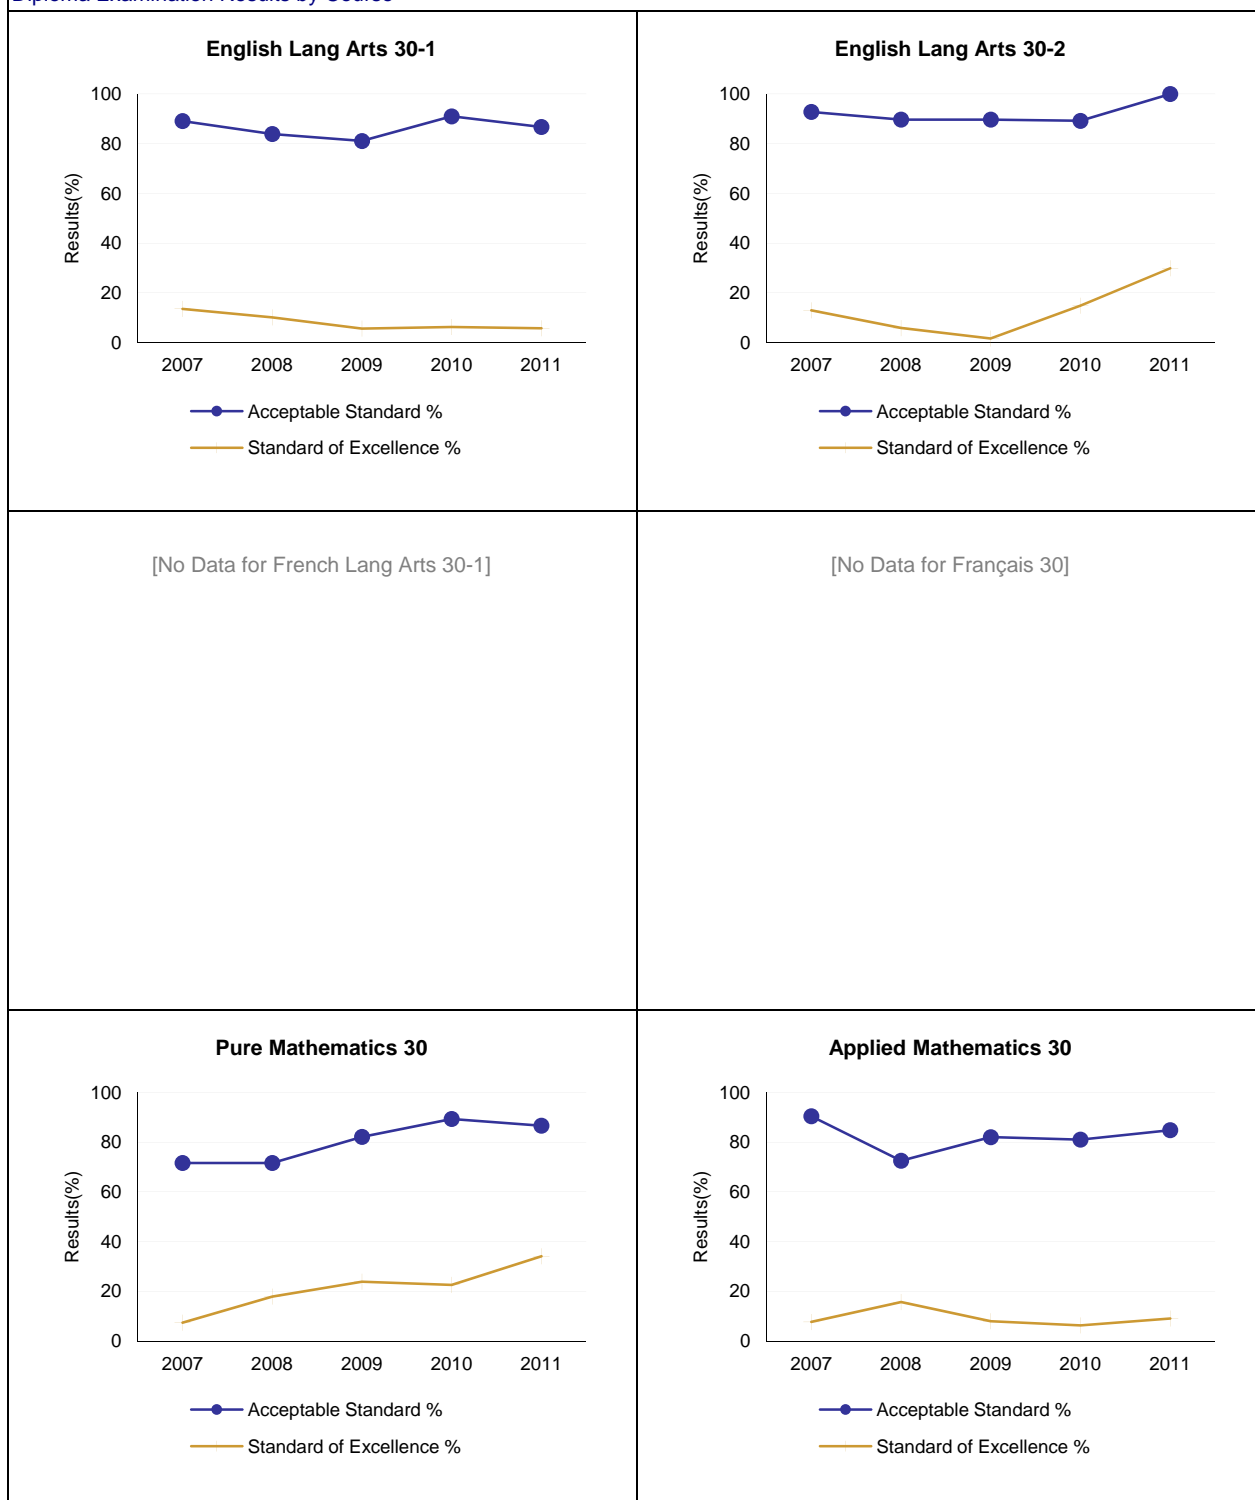 Diploma Examination Results by Course
English Lang Arts 30-1
100
80
60
40
20
0
Results(%)
2007 2008 2009 2010 2011
Acceptable Standard %
Standard of Excellence %
English Lang Arts 30-2
100
80
60
40
20
0
Results(%)
2007 2008 2009 2010 2011
Acceptable Standard %
Standard of Excellence %
[No Data for French Lang Arts 30-1]
[No Data for Français 30]
Pure Mathematics 30
100
80
60
40
20
0
Results(%)
2007 2008 2009 2010 2011
Acceptable Standard %
Standard of Excellence %
Applied Mathematics 30
100
80
60
40
20
0
Results(%)
2007 2008 2009 2010 2011
Acceptable Standard %
Standard of Excellence %